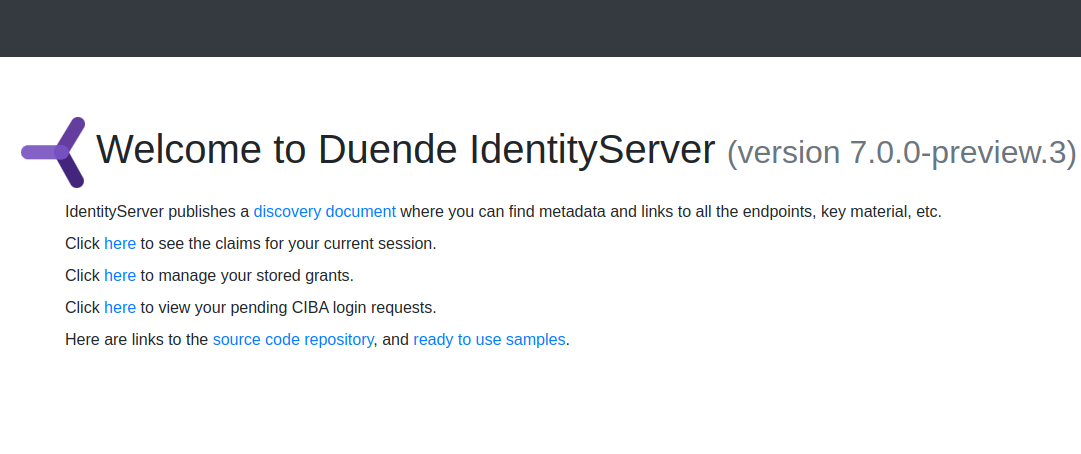 Welcome to Duende IdentityServer (version 7.0.0-preview.3)
IdentityServer publishes a discovery document where you can find metadata and links to all the endpoints, key material, etc.
Click here to see the claims for your current session.
Click here to manage your stored grants.
Click here to view your pending CIBA login requests.
Here are links to the source code repository, and ready to use samples.